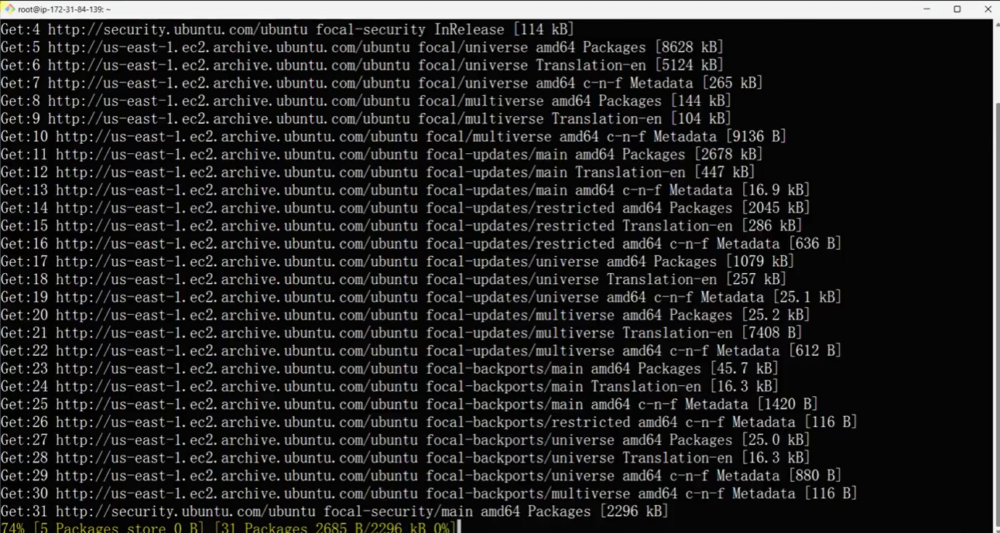 root@ip-172-31-84-139: ~
Get:4 http://security.ubuntu.com/ubuntu focal-security InRelease [114 kB]
Get:5 http://us-east-1.ec2.archive.ubuntu.com/ubuntu focal/universe amd64 Packages [8628 kB]
Get:6 http://us-east-1.ec2.archive.ubuntu.com/ubuntu focal/universe Translation-en [5124 kB]
Get:7 http://us-east-1.ec2.archive.ubuntu.com/ubuntu focal/universe amd64 c-n-f Metadata [265 kB]
Get:8 http://us-east-1.ec2.archive.ubuntu.com/ubuntu focal/multiverse amd64 Packages [144 kB]
Get:9 http://us-east-1.ec2.archive.ubuntu.com/ubuntu focal/multiverse Translation-en [104 kB]
Get:10 http://us-east-1.ec2.archive.ubuntu.com/ubuntu focal/multiverse amd64 c-n-f Metadata [9136 B]
Get:11 http://us-east-1.ec2.archive.ubuntu.com/ubuntu focal-updates/main amd64 Packages [2678 kB]
Get:12 http://us-east-1.ec2.archive.ubuntu.com/ubuntu focal-updates/main Translation-en [447 kB]
Get:13 http://us-east-1.ec2.archive.ubuntu.com/ubuntu focal-updates/main amd64 c-n-f Metadata [16.9 kB]
Get:14 http://us-east-1.ec2.archive.ubuntu.com/ubuntu focal-updates/restricted amd64 Packages [2045 kB]
Get:15 http://us-east-1.ec2.archive.ubuntu.com/ubuntu focal-updates/restricted Translation-en [286 kB]
Get:16 http://us-east-1.ec2.archive.ubuntu.com/ubuntu focal-updates/restricted amd64 c-n-f Metadata [636 B]
Get:17 http://us-east-1.ec2.archive.ubuntu.com/ubuntu focal-updates/universe amd64 Packages [1079 kB]
Get:18 http://us-east-1.ec2.archive.ubuntu.com/ubuntu focal-updates/universe Translation-en [257 kB]
Get:19 http://us-east-1.ec2.archive.ubuntu.com/ubuntu focal-updates/universe amd64 c-n-f Metadata [25.1 kB]
Get:20 http://us-east-1.ec2.archive.ubuntu.com/ubuntu focal-updates/multiverse amd64 Packages [25.2 kB]
Get:21 http://us-east-1.ec2.archive.ubuntu.com/ubuntu focal-updates/multiverse Translation-en [7408 B]
Get:22 http://us-east-1.ec2.archive.ubuntu.com/ubuntu focal-updates/multiverse amd64 c-n-f Metadata [612 B]
Get:23 http://us-east-1.ec2.archive.ubuntu.com/ubuntu focal-backports/main amd64 Packages [45.7 kB]
Get:24 http://us-east-1.ec2.archive.ubuntu.com/ubuntu focal-backports/main Translation-en [16.3 kB]
Get:25 http://us-east-1.ec2.archive.ubuntu.com/ubuntu focal-backports/main amd64 c-n-f Metadata [1420 B]
Get:26 http://us-east-1.ec2.archive.ubuntu.com/ubuntu focal-backports/restricted amd64 c-n-f Metadata [116 B]
Get:27 http://us-east-1.ec2.archive.ubuntu.com/ubuntu focal-backports/universe amd64 Packages [25.0 kB]
Get:28 http://us-east-1.ec2.archive.ubuntu.com/ubuntu focal-backports/universe Translation-en [16.3 kB]
Get:29 http://us-east-1.ec2.archive.ubuntu.com/ubuntu focal-backports/universe amd64 c-n-f Metadata [880 B]
Get:30 http://us-east-1.ec2.archive.ubuntu.com/ubuntu focal-backports/multiverse amd64 c-n-f Metadata [116 B]
Get:31 http://security.ubuntu.com/ubuntu focal-security/main amd64 Packages [2296 kB]
74% [5 Packages store 0 B] [31 Packages 2685 B/2296 kB 0%]